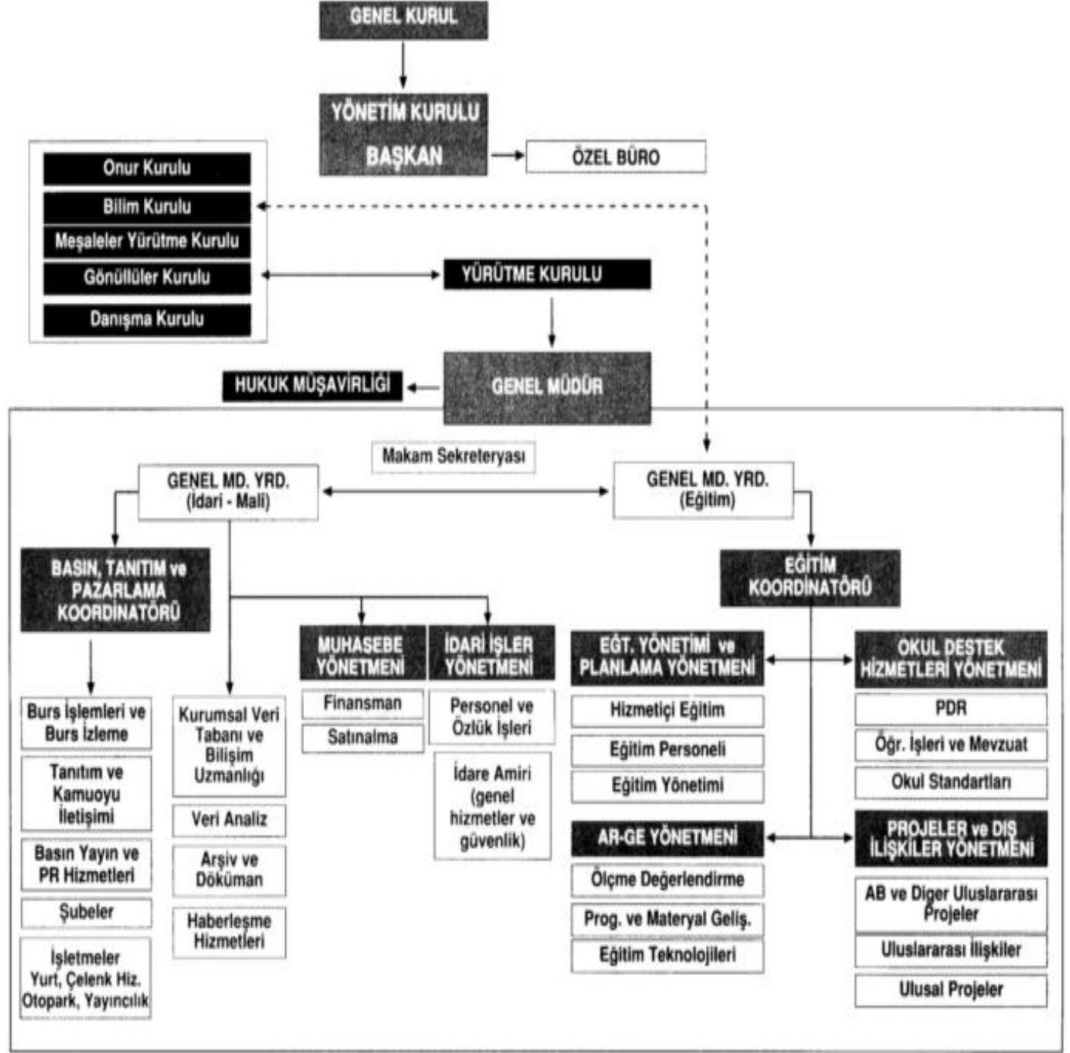 GENEL KURUL
YÖNETİM KURULU
BAŞKAN
ÖZEL BÜRO
Onur Kurulu
Bilim Kurulu
Meşaleler Yürütme Kurulu
Gönüllüler Kurulu
Danışma Kurulu
YÜRÜTME KURULU
HUKUK MÜŞAVİRLİĞİ
GENEL MÜDÜR
Makam Sekreteryası
GENEL MD. YRD.
(İdari - Mali)
GENEL MD. YRD.
(Eğitim)
BASIN, TANITIM ve
PAZARLAMA
KOORDİNATÖRÜ
EĞİTİM
KOORDİNATÖRÜ
MUHASEBE
YÖNETMENİ
İDARİ İŞLER
YÖNETMENİ
EĞT. YÖNETİMİ ve
PLANLAMA YÖNETMENİ
OKUL DESTEK
HİZMETLERİ YÖNETMENİ
Burs İşlemleri ve
Burs İzleme
Tanıtım ve
Kamuoyu
İletişimi
Basın Yayın ve
PR Hizmetleri
Şubeler
İşletmeler
Yurt, Çelenk Hiz.
Otopark, Yayıncılık
Kurumsal Veri
Tabanı ve
Bilişim
Uzmanlığı
Veri Analiz
Arşiv ve
Döküman
Haberleşme
Hizmetleri
Finansman
Satınalma
Personel ve
Özlük İşleri
İdare Amiri
(genel
hizmetler ve
güvenlik)
Hizmetiçi Eğitim
Eğitim Personeli
Eğitim Yönetimi
AR-GE YÖNETMENİ
Ölçme Değerlendirme
Prog. ve Materyal Geliş.
Eğitim Teknolojileri
PDR
Öğr. İşleri ve Mevzuat
Okul Standartları
PROJELER ve DIŞ
İLİŞKİLER YÖNETMENİ
AB ve Diger Uluslararası
Projeler
Uluslararası İlişkiler
Ulusal Projeler